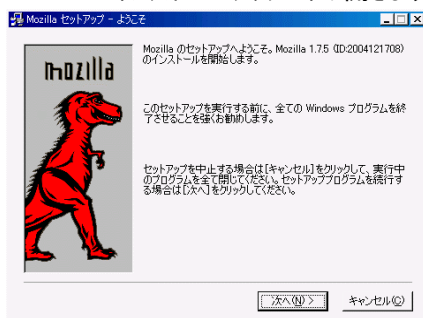 Mozilla セットアップ - ようこそ
mozilla
Mozilla のセットアップへようこそ。Mozilla 1.7.5 (ID:2004121708)
のインストールを開始します。
このセットアップを実行する前に、全ての Windows プログラムを終
了させることを強くお勧めします。
セットアップを中止する場合は[キャンセル]をクリックして、実行中
のプログラムを全て閉じてください。セットアッププログラムを続行す
る場合は[次へ]をクリックしてください。
次へ(N) > キャンセル(C)